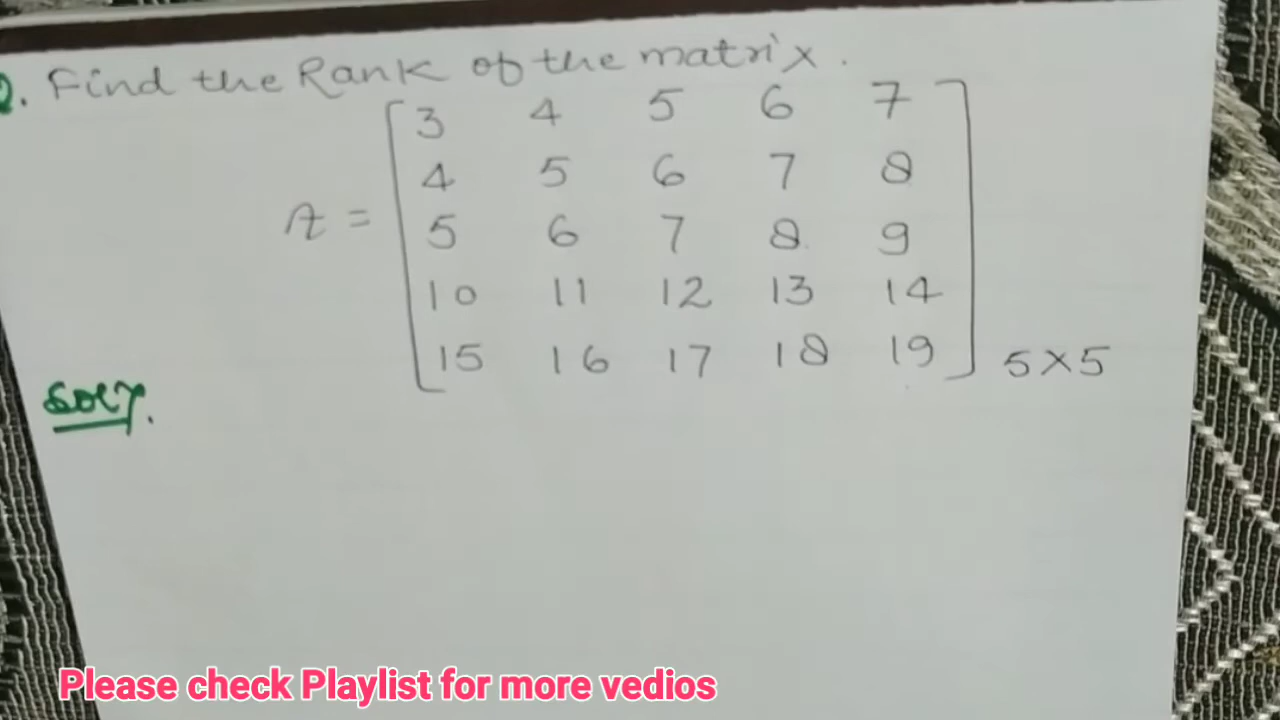 Q. Find the Rank of the matrix.
3 4 5 6 7
4 5 6 7 8
A = 5 6 7 8 9
10 11 12 13 14
15 16 17 18 19 5×5
Soln.
Please check Playlist for more vedios